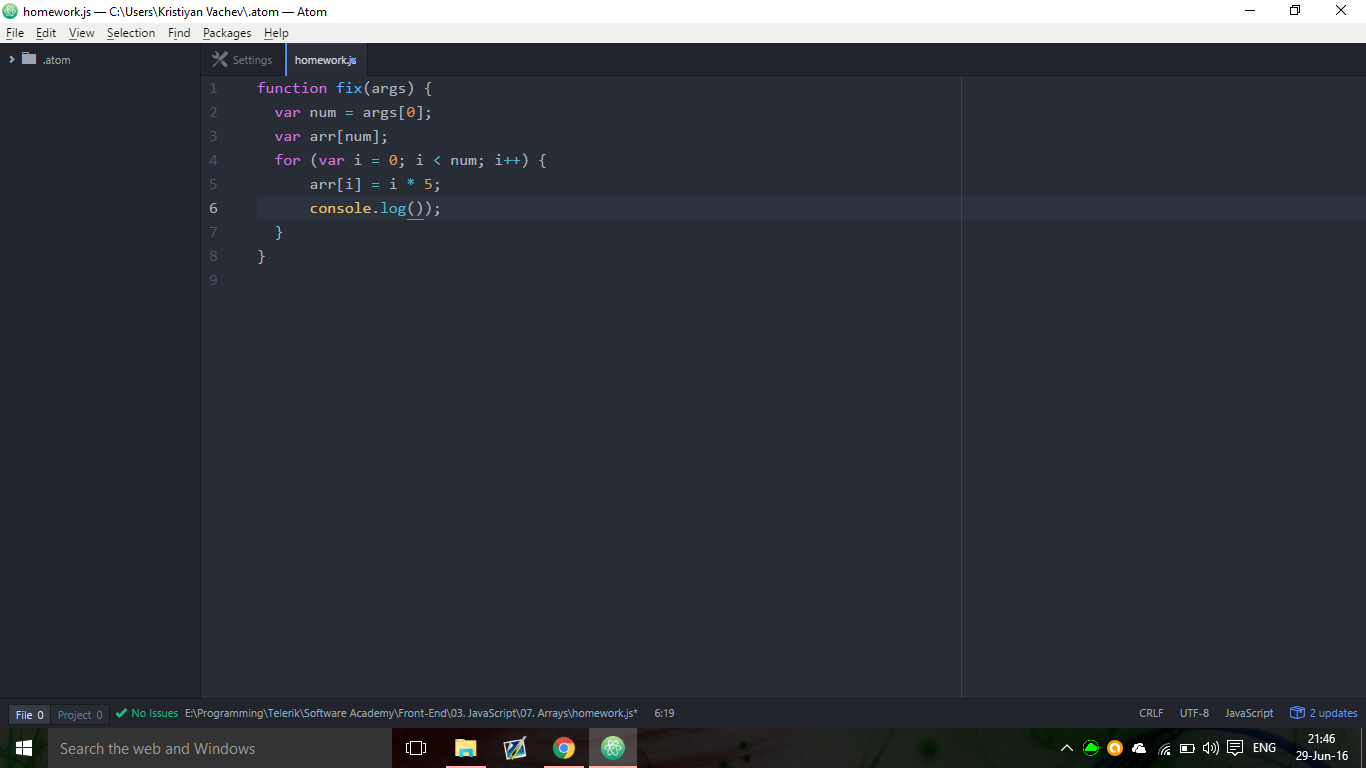 homework.js — C:\Users\Kristiyan Vachev\.atom — Atom
File Edit View Selection Find Packages Help
.atom
Settings
homework.js
1 function fix(args) {
2 var num = args[0];
3 var arr[num];
4 for (var i = 0; i < num; i++) {
5 arr[i] = i * 5;
6 console.log());
7 }
8 }
9
File 0 Project 0 No Issues E:\Programming\Telerik\Software Academy\Front-End\03. JavaScript\07. Arrays\homework.js* 6:19 CRLF UTF-8 JavaScript 2 updates
Search the web and Windows
ENG
21:46
29-Jun-16